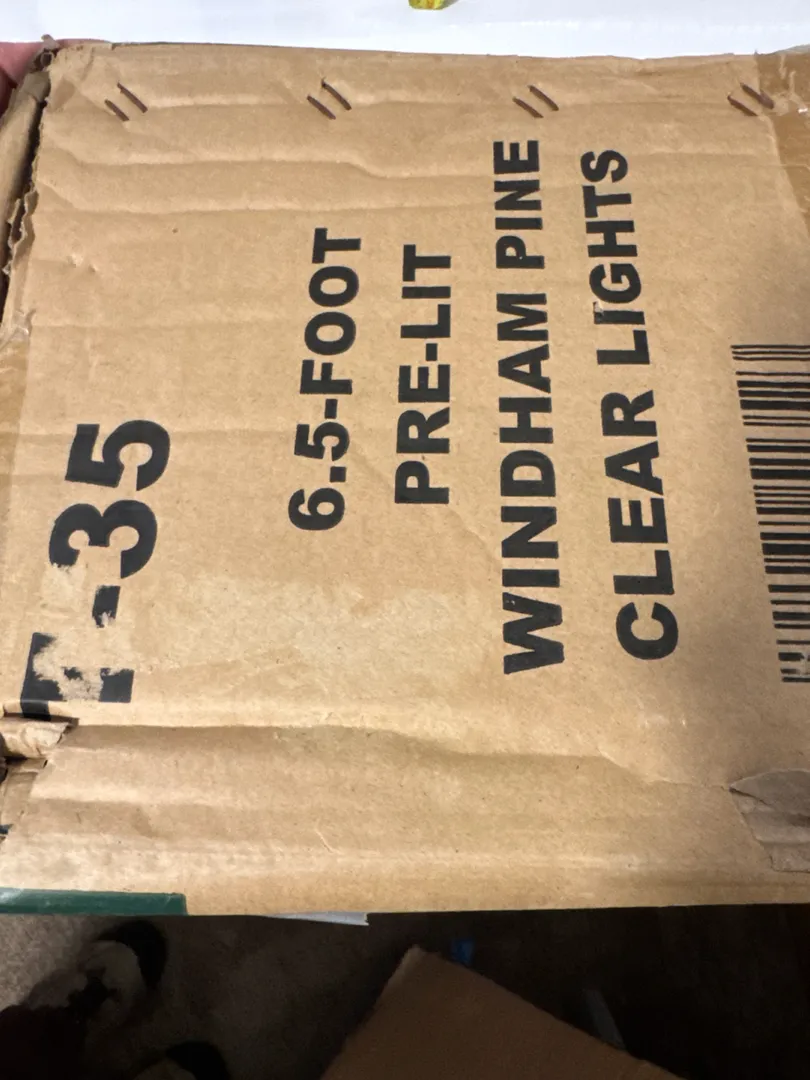 T-35
6.5-FOOT
PRE-LIT
WINDHAM PINE
CLEAR LIGHTS